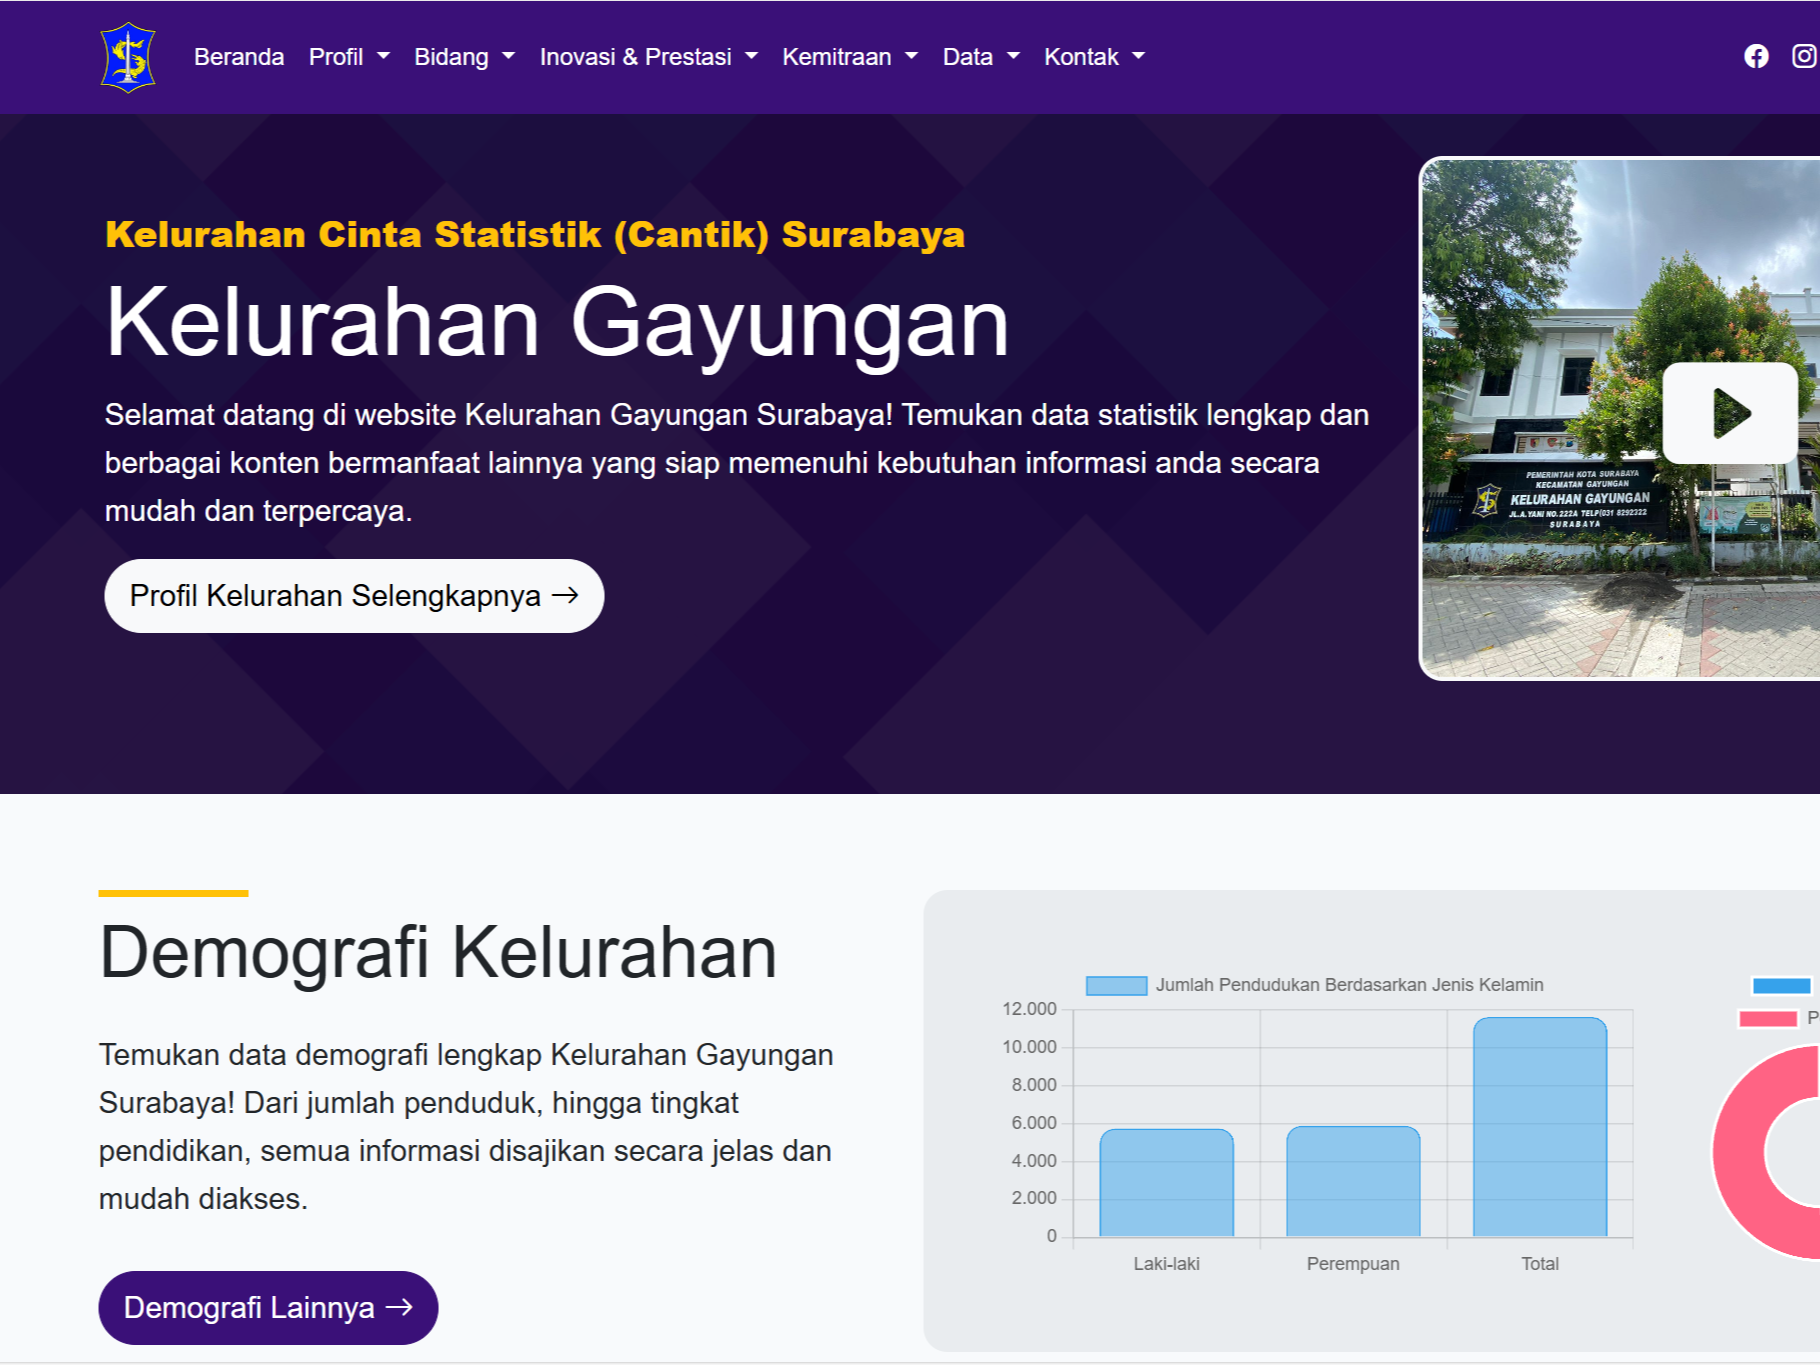 Beranda Profil Bidang Inovasi & Prestasi Kemitraan Data Kontak
Kelurahan Cinta Statistik (Cantik) Surabaya
Kelurahan Gayungan
Selamat datang di website Kelurahan Gayungan Surabaya! Temukan data statistik lengkap dan
berbagai konten bermanfaat lainnya yang siap memenuhi kebutuhan informasi anda secara
mudah dan terpercaya.
Profil Kelurahan Selengkapnya →
PEMERINTAH KOTA SURABAYA
KECAMATAN GAYUNGAN
KELURAHAN GAYUNGAN
JL.A.YANI NO.222A TELP(031 8292322
SURABAYA
Demografi Kelurahan
Temukan data demografi lengkap Kelurahan Gayungan
Surabaya! Dari jumlah penduduk, hingga tingkat
pendidikan, semua informasi disajikan secara jelas dan
mudah diakses.
Demografi Lainnya →
Jumlah Pendudukan Berdasarkan Jenis Kelamin
12.000
10.000
8.000
6.000
4.000
2.000
0
Laki-laki Perempuan Total
P